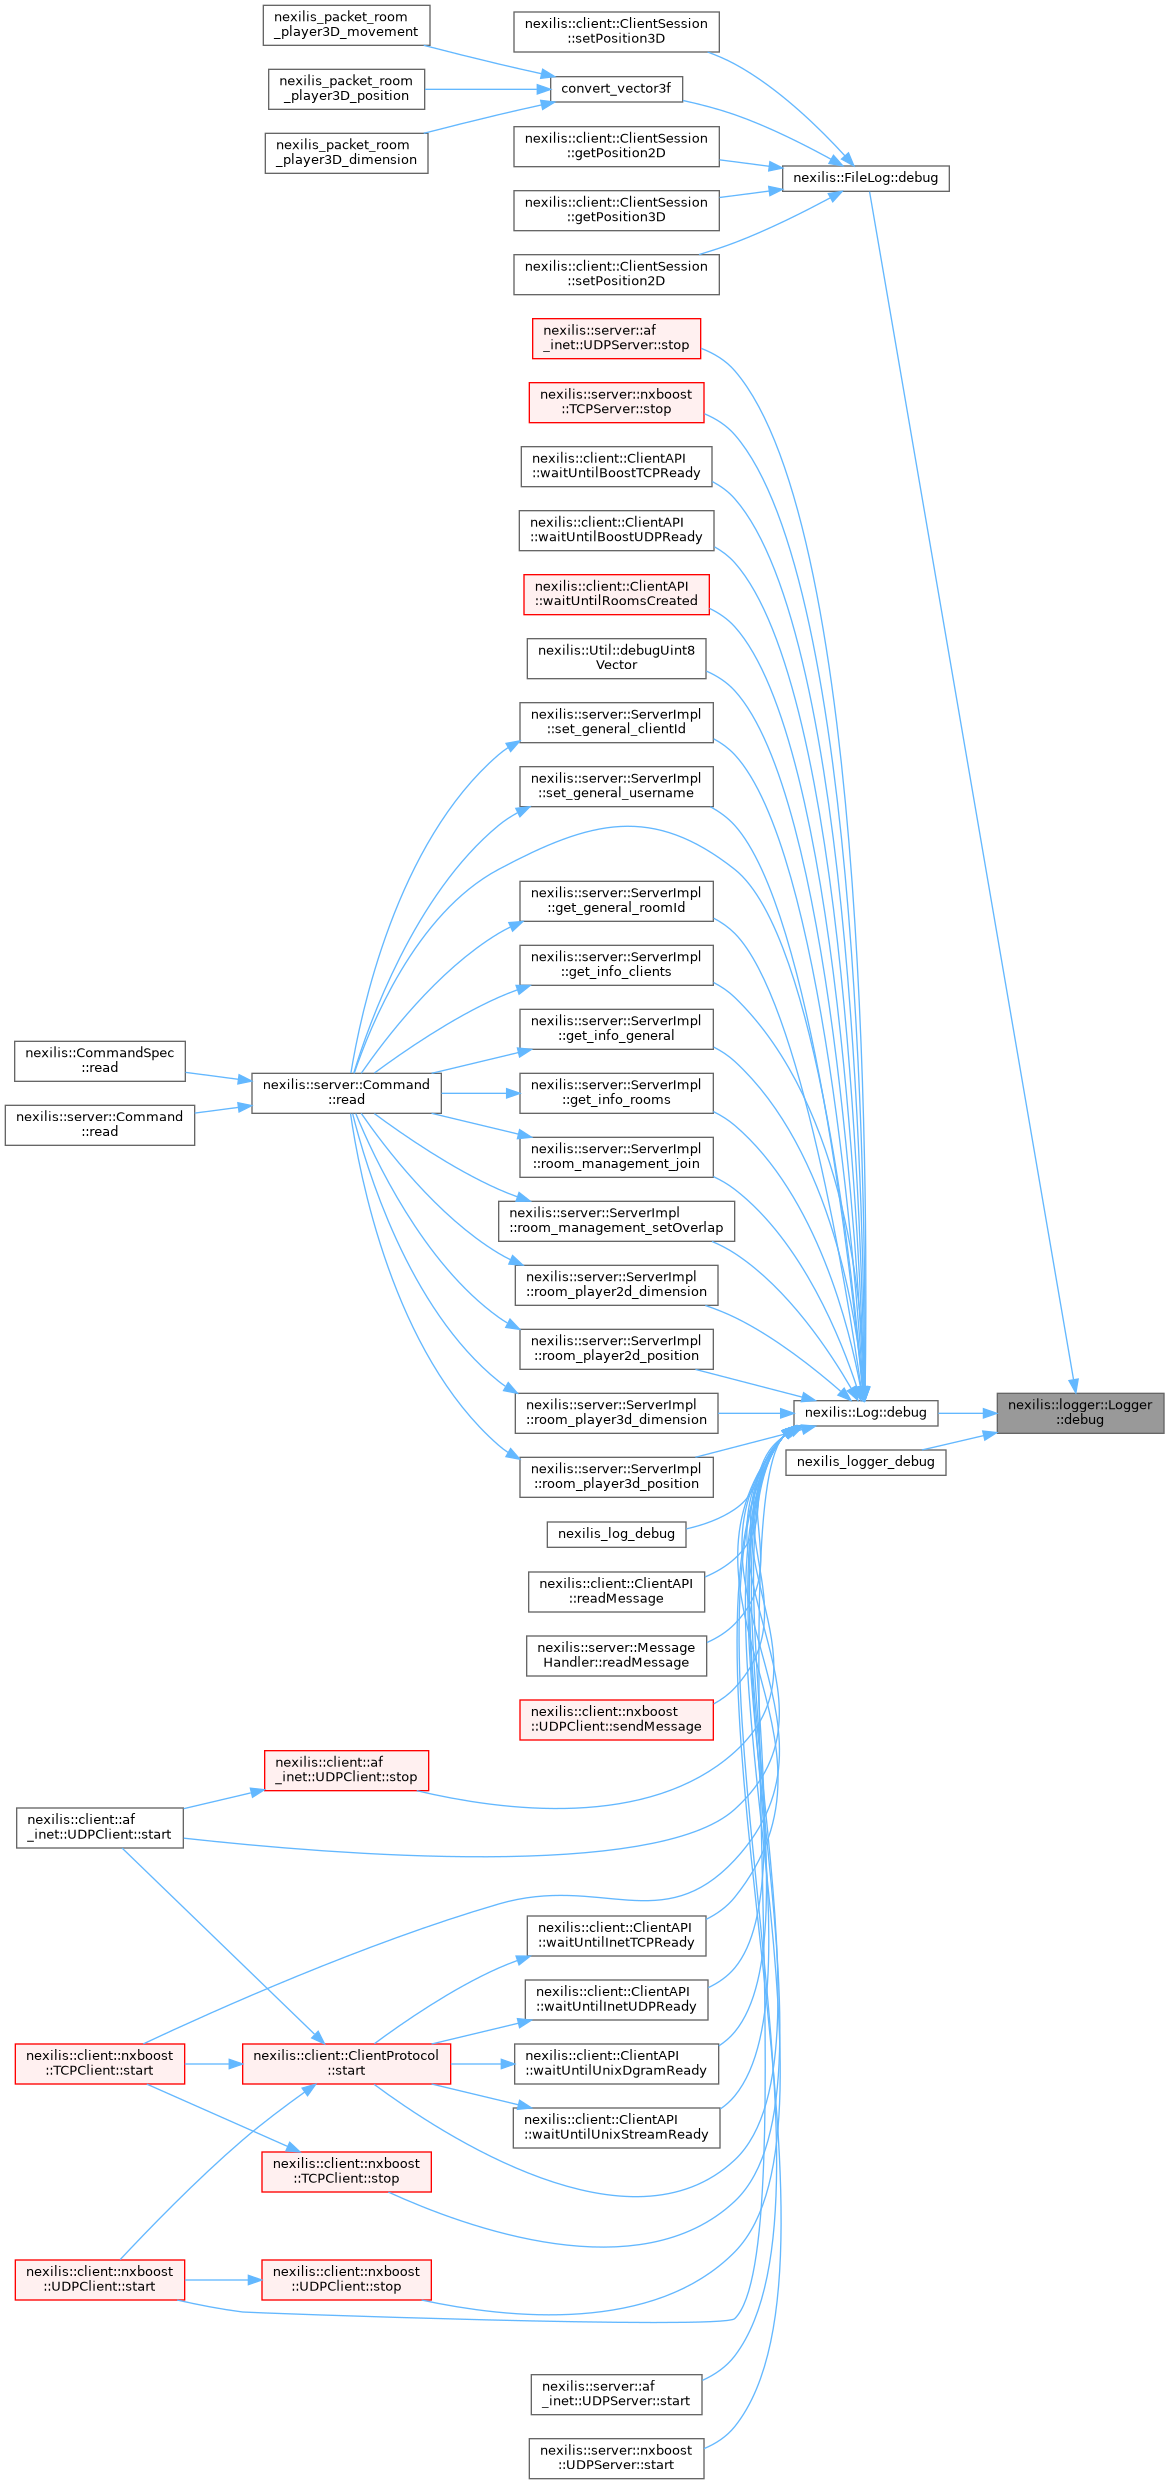 nexilis_packet_room
_player3D_movement
nexilis_packet_room
_player3D_position
nexilis_packet_room
_player3D_dimension
nexilis::client::ClientSession
::setPosition3D
convert_vector3f
nexilis::client::ClientSession
::getPosition2D
nexilis::client::ClientSession
::getPosition3D
nexilis::client::ClientSession
::setPosition2D
nexilis::FileLog::debug
nexilis::server::af
_inet::UDPServer::stop
nexilis::server::nxboost
::TCPServer::stop
nexilis::client::ClientAPI
::waitUntilBoostTCPReady
nexilis::client::ClientAPI
::waitUntilBoostUDPReady
nexilis::client::ClientAPI
::waitUntilRoomsCreated
nexilis::Util::debugUint8
Vector
nexilis::server::ServerImpl
::set_general_clientId
nexilis::server::ServerImpl
::set_general_username
nexilis::server::ServerImpl
::get_general_roomId
nexilis::server::ServerImpl
::get_info_clients
nexilis::server::ServerImpl
::get_info_general
nexilis::CommandSpec
::read
nexilis::server::Command
::read
nexilis::server::Command
::read
nexilis::server::ServerImpl
::get_info_rooms
nexilis::server::ServerImpl
::room_management_join
nexilis::server::ServerImpl
::room_management_setOverlap
nexilis::server::ServerImpl
::room_player2d_dimension
nexilis::server::ServerImpl
::room_player2d_position
nexilis::server::ServerImpl
::room_player3d_dimension
nexilis::Log::debug
nexilis::logger::Logger
::debug
nexilis_logger_debug
nexilis::server::ServerImpl
::room_player3d_position
nexilis_log_debug
nexilis::client::ClientAPI
::readMessage
nexilis::server::Message
Handler::readMessage
nexilis::client::nxboost
::UDPClient::sendMessage
nexilis::client::af
_inet::UDPClient::stop
nexilis::client::af
_inet::UDPClient::start
nexilis::client::ClientAPI
::waitUntilInetTCPReady
nexilis::client::ClientAPI
::waitUntilInetUDPReady
nexilis::client::nxboost
::TCPClient::start
nexilis::client::ClientProtocol
::start
nexilis::client::ClientAPI
::waitUntilUnixDgramReady
nexilis::client::ClientAPI
::waitUntilUnixStreamReady
nexilis::client::nxboost
::TCPClient::stop
nexilis::client::nxboost
::UDPClient::start
nexilis::client::nxboost
::UDPClient::stop
nexilis::server::af
_inet::UDPServer::start
nexilis::server::nxboost
::UDPServer::start